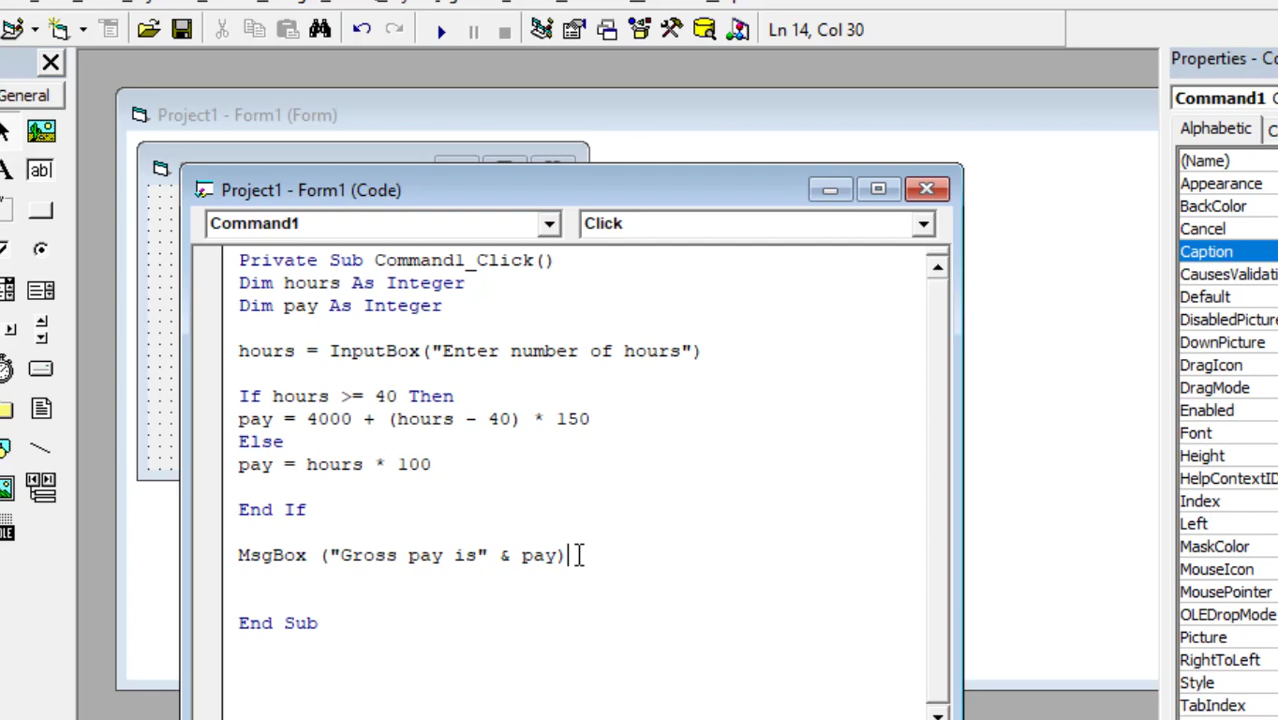 Ln 14, Col 30
General
Project1 - Form1 (Form)
Project1 - Form1 (Code)
Command1
Click
Private Sub Command1_Click()
Dim hours As Integer
Dim pay As Integer
hours = InputBox("Enter number of hours")
If hours >= 40 Then
pay = 4000 + (hours - 40) * 150
Else
pay = hours * 100
End If
MsgBox ("Gross pay is" & pay)
End Sub
A
abl
OLE
Properties - Co
Command1 C
Alphabetic C
(Name)
Appearance
BackColor
Cancel
Caption
CausesValidati
Default
DisabledPicture
DownPicture
DragIcon
DragMode
Enabled
Font
Height
HelpContextID
Index
Left
MaskColor
MouseIcon
MousePointer
OLEDropMode
Picture
RightToLeft
Style
TabIndex